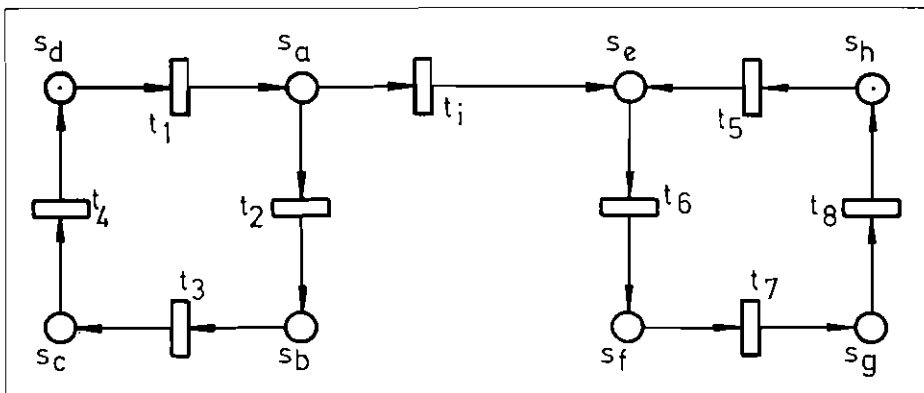 s_d s_a s_e s_h
t_1 t_i t_5
t_4 t_2 t_6 t_8
t_3 t_7
s_c s_b s_f s_g